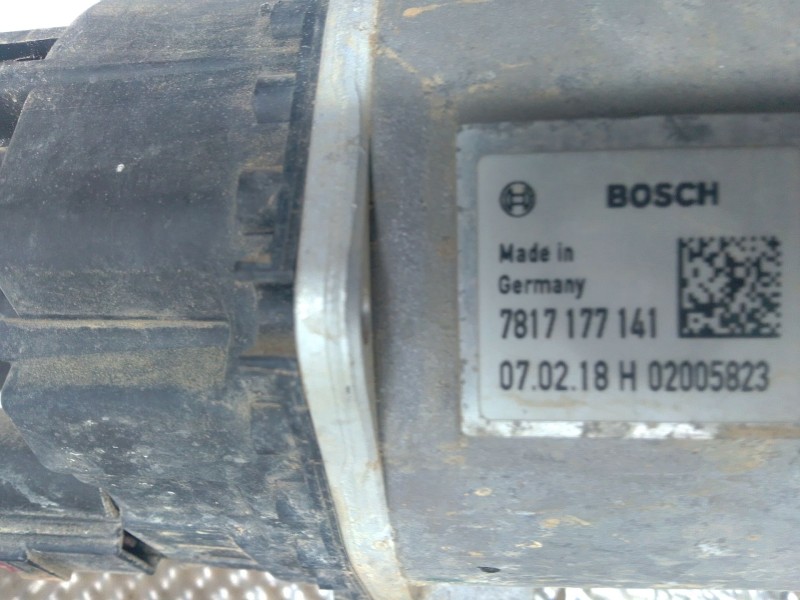 BOSCH
Made in
Germany
7817 177 141
07.02.18 H 02005823